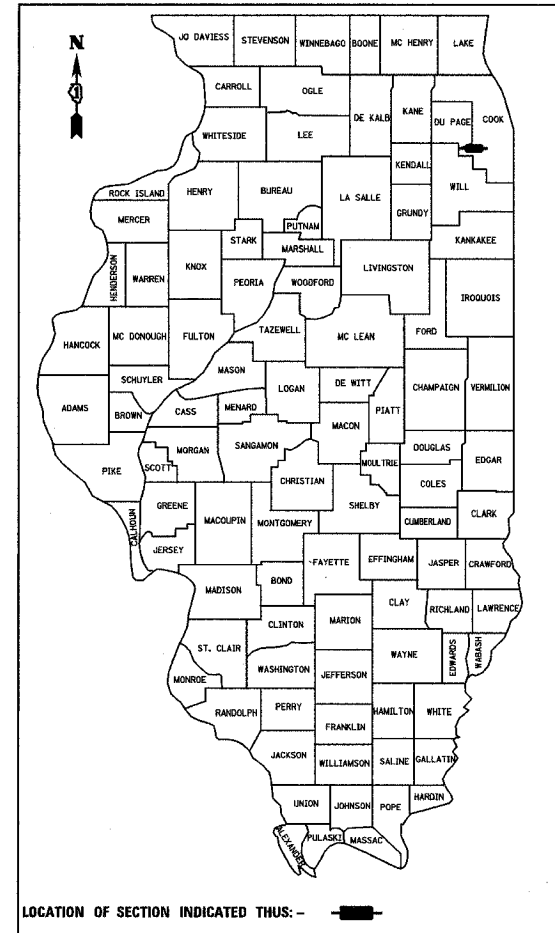 JO DAVIESS STEVENSON WINNEBAGO BOONE MC HENRY LAKE
N
CARROLL OGLE KANE COOK
DE KALB DU PAGE
WHITESIDE LEE
KENDALL
ROCK ISLAND HENRY BUREAU LA SALLE WILL
MERCER PUTNAM GRUNDY
STARK MARSHALL KANKAKEE
HENDERSON WARREN KNOX PEORIA WOODFORD LIVINGSTON IROQUOIS
HANCOCK MC DONOUGH FULTON TAZEWELL MC LEAN FORD
SCHUYLER MASON LOGAN DE WITT CHAMPAIGN VERMILION
ADAMS BROWN CASS MENARD MACON PIATT
PIKE SCOTT MORGAN SANGAMON MOULTRIE DOUGLAS EDGAR
CHRISTIAN COLES
CALHOUN GREENE MACOUPIN MONTGOMERY SHELBY CUMBERLAND CLARK
JERSEY FAYETTE EFFINGHAM JASPER CRAWFORD
MADISON BOND CLAY
CLINTON MARION RICHLAND LAWRENCE
ST. CLAIR WAYNE EDWARDS WABASH
WASHINGTON JEFFERSON
MONROE
RANDOLPH PERRY FRANKLIN HAMILTON WHITE
JACKSON WILLIAMSON SALINE GALLATIN
UNION JOHNSON POPE HARDIN
ALEXANDER PULASKI MASSAC
LOCATION OF SECTION INDICATED THUS: -